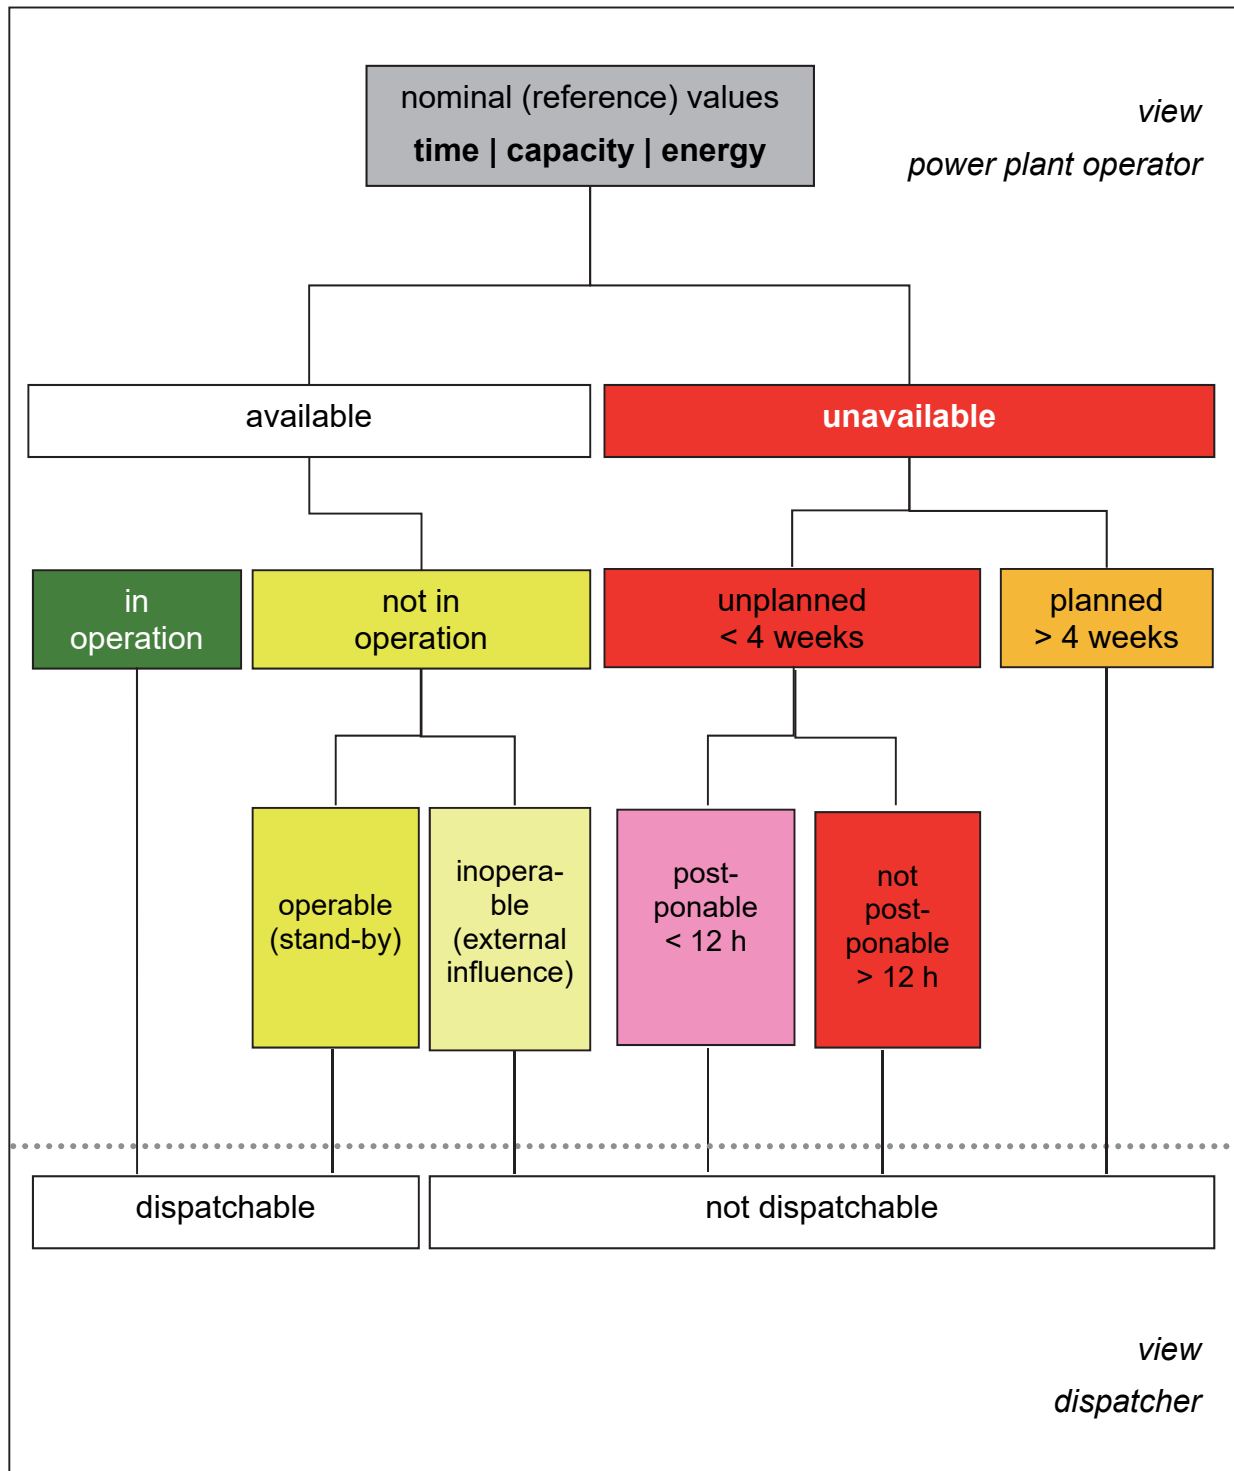 nominal (reference) values
time | capacity | energy
view
power plant operator
available
unavailable
in
operation
not in
operation
unplanned
< 4 weeks
planned
> 4 weeks
operable
(stand-by)
inopera-
ble
(external
influence)
post-
ponable
< 12 h
not
post-
ponable
> 12 h
dispatchable
not dispatchable
view
dispatcher